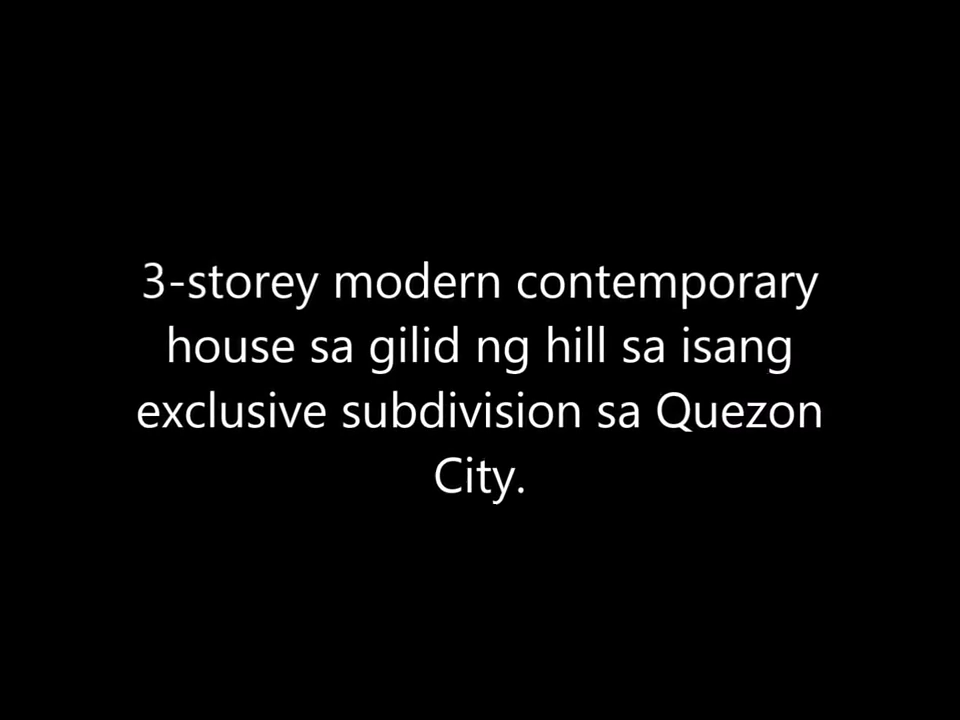 3-storey modern contemporary
house sa gilid ng hill sa isang
exclusive subdivision sa Quezon
City.